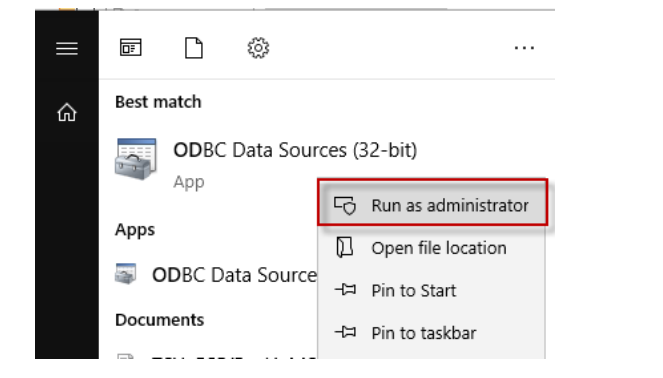 ...
Best match
ODBC Data Sources (32-bit)
App
Run as administrator
Apps
Open file location
ODBC Data Source
Pin to Start
Documents
Pin to taskbar